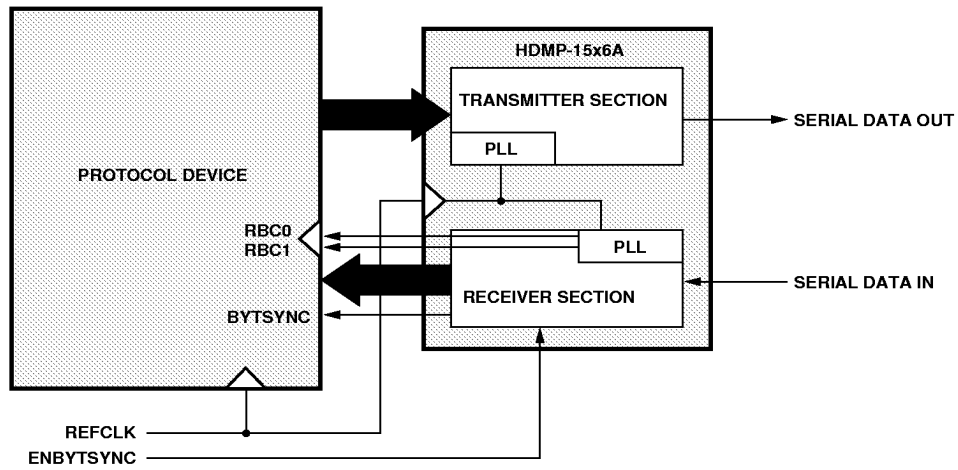 HDMP-15x6A
TRANSMITTER SECTION
SERIAL DATA OUT
PLL
PROTOCOL DEVICE
RBC0
RBC1
PLL
SERIAL DATA IN
RECEIVER SECTION
BYTSYNC
REFCLK
ENBYTSYNC